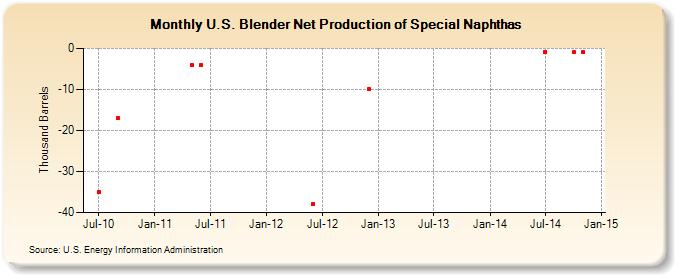 Monthly U.S. Blender Net Production of Special Naphthas
Thousand Barrels
0
-10
-20
-30
-40
Jul-10 Jan-11 Jul-11 Jan-12 Jul-12 Jan-13 Jul-13 Jan-14 Jul-14 Jan-15
Source: U.S. Energy Information Administration